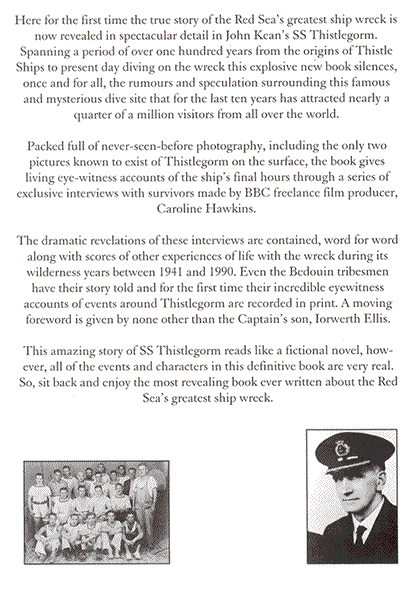 Here for the first time the true story of the Red Sea's greatest ship wreck is
now revealed in spectacular detail in John Kean's SS Thistlegorm.
Spanning a period of over one hundred years from the origins of Thistle
Ships to present day diving on the wreck this explosive new book silences,
once and for all, the rumours and speculation surrounding this famous
and mysterious dive site that for the last ten years has attracted nearly a
quarter of a million visitors from all over the world.
Packed full of never-seen-before photography, including the only two
pictures known to exist of Thistlegorm on the surface, the book gives
living eye-witness accounts of the ship's final hours through a series of
exclusive interviews with survivors made by BBC freelance film producer,
Caroline Hawkins.
The dramatic revelations of these interviews are contained, word for word
along with scores of other experiences of life with the wreck during its
wilderness years between 1941 and 1990. Even the Bedouin tribesmen
have their story told and for the first time their incredible eyewitness
accounts of events around Thistlegorm are recorded in print. A moving
foreword is given by none other than the Captain's son, Iorwerth Ellis.
This amazing story of SS Thistlegorm reads like a fictional novel, how-
ever, all of the events and characters in this definitive book are very real.
So, sit back and enjoy the most revealing book ever written about the Red
Sea's greatest ship wreck.